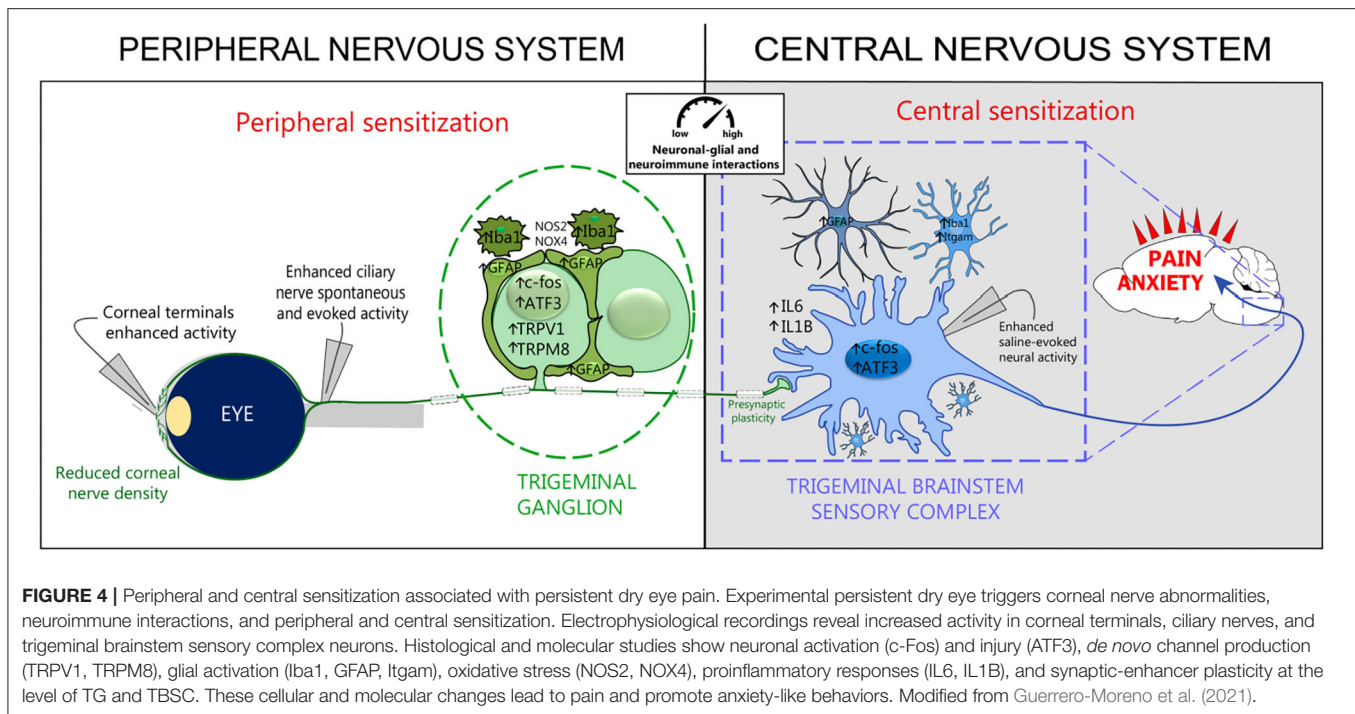 PERIPHERAL NERVOUS SYSTEM
CENTRAL NERVOUS SYSTEM
Peripheral sensitization
low high
Neuronal-glial and
neuroimmune interactions
Central sensitization
Corneal terminals
enhanced activity
Enhanced ciliary
nerve spontaneous
and evoked activity
EYE
Reduced corneal
nerve density
↑Iba1
NOS2
NOX4
↑Iba1
↑GFAP
↑GFAP
↑c-fos
↑ATF3
↑TRPV1
↑TRPM8
↑GFAP
TRIGEMINAL
GANGLION
Presynaptic
plasticity
↑GFAP
↑Iba1
↑Itgam
↑IL6
↑IL1B
↑c-fos
↑ATF3
Enhanced
saline-evoked
neural activity
TRIGEMINAL BRAINSTEM
SENSORY COMPLEX
PAIN
ANXIETY
FIGURE 4 | Peripheral and central sensitization associated with persistent dry eye pain. Experimental persistent dry eye triggers corneal nerve abnormalities,
neuroimmune interactions, and peripheral and central sensitization. Electrophysiological recordings reveal increased activity in corneal terminals, ciliary nerves, and
trigeminal brainstem sensory complex neurons. Histological and molecular studies show neuronal activation (c-Fos) and injury (ATF3), de novo channel production
(TRPV1, TRPM8), glial activation (Iba1, GFAP, Itgam), oxidative stress (NOS2, NOX4), proinflammatory responses (IL6, IL1B), and synaptic-enhancer plasticity at the
level of TG and TBSC. These cellular and molecular changes lead to pain and promote anxiety-like behaviors. Modified from Guerrero-Moreno et al. (2021).